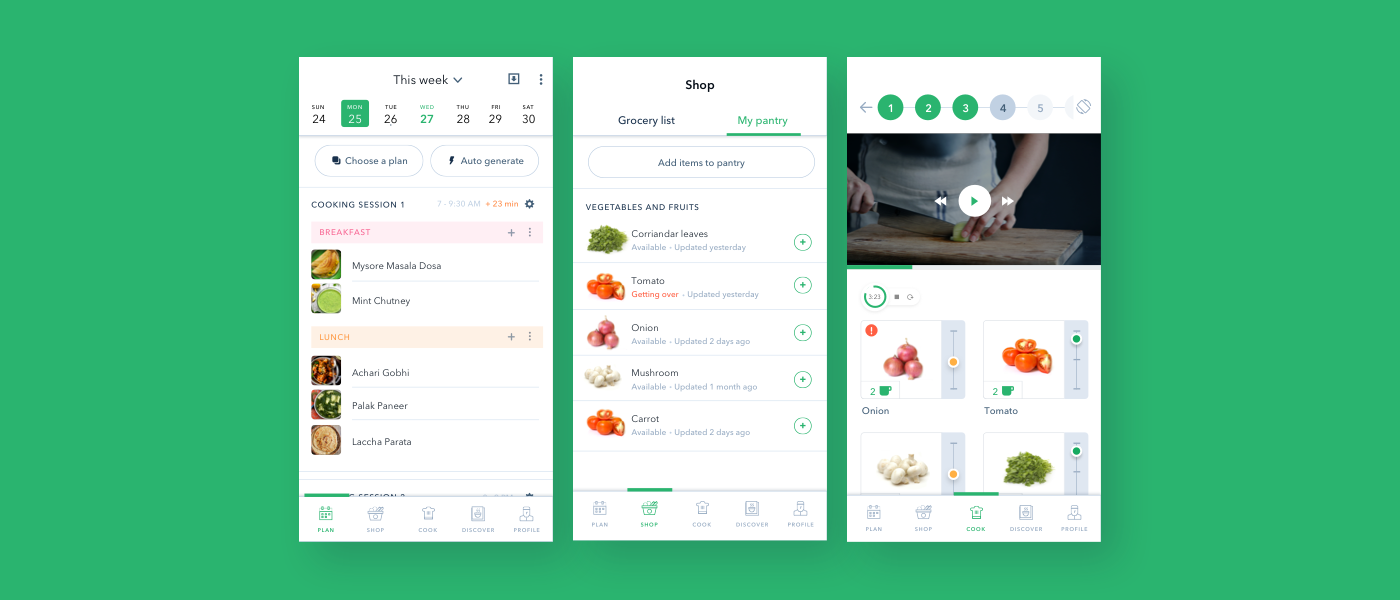 This week
SUN MON TUE WED THU FRI SAT
24 25 26 27 28 29 30
Choose a plan Auto generate
COOKING SESSION 1 7 - 9:30 AM + 23 min
BREAKFAST
Mysore Masala Dosa
Mint Chutney
LUNCH
Achari Gobhi
Palak Paneer
Laccha Parata
PLAN SHOP COOK DISCOVER PROFILE
Shop
Grocery list My pantry
Add items to pantry
VEGETABLES AND FRUITS
Corriandar leaves
Available • Updated yesterday
Tomato
Getting over • Updated yesterday
Onion
Available • Updated 2 days ago
Mushroom
Available • Updated 1 month ago
Carrot
Available • Updated 2 days ago
PLAN SHOP COOK DISCOVER PROFILE
1 2 3 4 5
3:23
2 2
Onion Tomato
PLAN SHOP COOK DISCOVER PROFILE